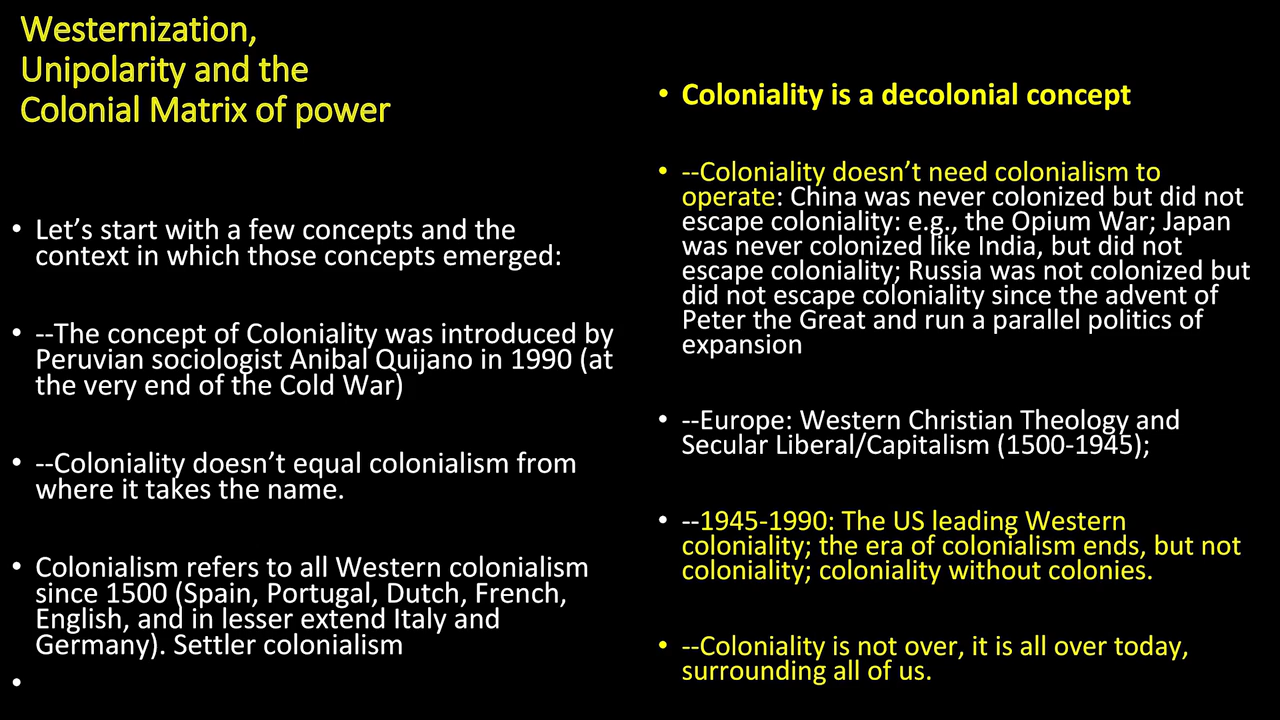 Westernization,
Unipolarity and the
Colonial Matrix of power
• Let’s start with a few concepts and the
context in which those concepts emerged:
• --The concept of Coloniality was introduced by
Peruvian sociologist Anibal Quijano in 1990 (at
the very end of the Cold War)
• --Coloniality doesn’t equal colonialism from
where it takes the name.
• Colonialism refers to all Western colonialism
since 1500 (Spain, Portugal, Dutch, French,
English, and in lesser extend Italy and
Germany). Settler colonialism
•
• Coloniality is a decolonial concept
• --Coloniality doesn’t need colonialism to
operate: China was never colonized but did not
escape coloniality: e.g., the Opium War; Japan
was never colonized like India, but did not
escape coloniality; Russia was not colonized but
did not escape coloniality since the advent of
Peter the Great and run a parallel politics of
expansion
• --Europe: Western Christian Theology and
Secular Liberal/Capitalism (1500-1945);
• --1945-1990: The US leading Western
coloniality; the era of colonialism ends, but not
coloniality; coloniality without colonies.
• --Coloniality is not over, it is all over today,
surrounding all of us.